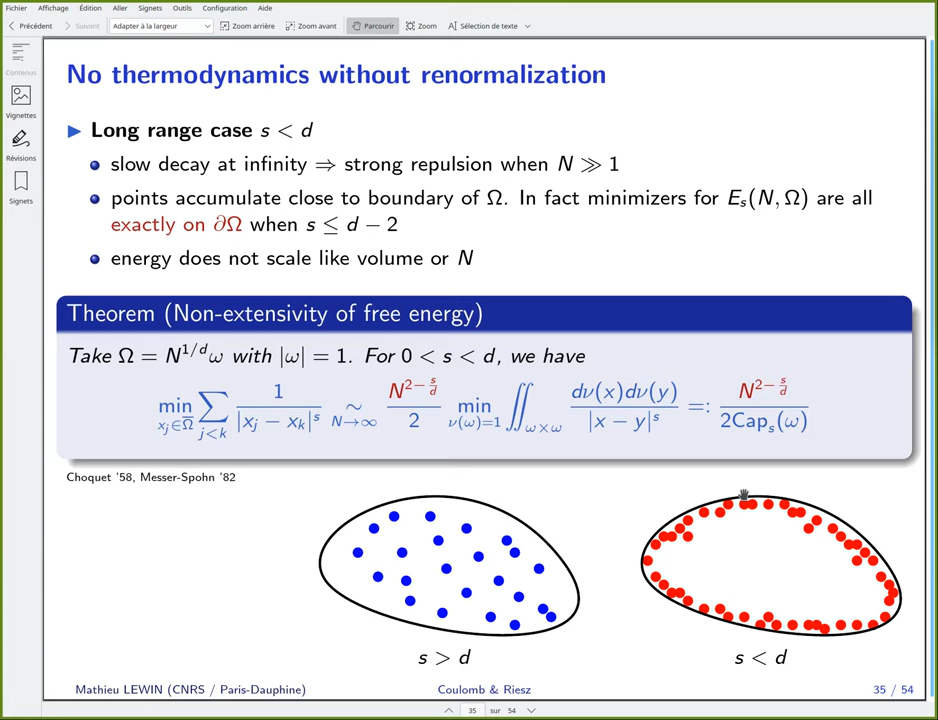 Fichier Affichage Édition Aller Signets Outils Configuration Aide
Précédent Suivant Adapter à la largeur Zoom arrière Zoom avant Parcourir Zoom Sélection de texte
Contenus
Vignettes
Révisions
Signets
No thermodynamics without renormalization
▶ Long range case s < d
• slow decay at infinity ⇒ strong repulsion when N ≫ 1
• points accumulate close to boundary of Ω. In fact minimizers for E_s(N, Ω) are all
exactly on ∂Ω when s ≤ d − 2
• energy does not scale like volume or N
Theorem (Non-extensivity of free energy)
Take Ω = N^{1/d}ω with |ω| = 1. For 0 < s < d, we have
min_{x_j∈Ω̅} ∑_{j<k} 1/|x_j − x_k|^s ∼_{N→∞} N^{2−s/d}/2 min_{ν(ω)=1} ∬_{ω×ω} dν(x)dν(y)/|x − y|^s =: N^{2−s/d}/2Cap_s(ω)
Choquet '58, Messer-Spohn '82
s > d s < d
Mathieu LEWIN (CNRS / Paris-Dauphine) Coulomb & Riesz 35 / 54
35 sur 54